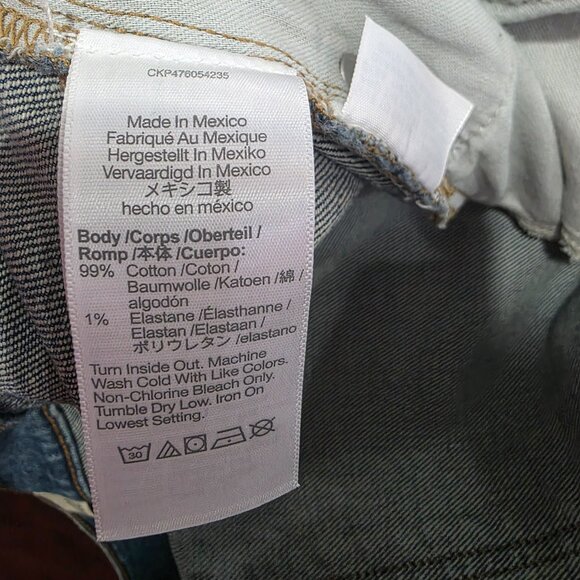 CKP476054235
Made In Mexico
Fabriqué Au Mexique
Hergestellt In Mexiko
Vervaardigd In Mexico
メキシコ製
hecho en méxico
Body /Corps /Oberteil /
Romp /本体 /Cuerpo:
99% Cotton /Coton /
Baumwolle /Katoen /綿 /
algodón
1% Elastane /Élasthanne /
Elastan /Elastaan /
ポリウレタン /elastano
Turn Inside Out. Machine
Wash Cold With Like Colors.
Non-Chlorine Bleach Only.
Tumble Dry Low. Iron On
Lowest Setting.
30